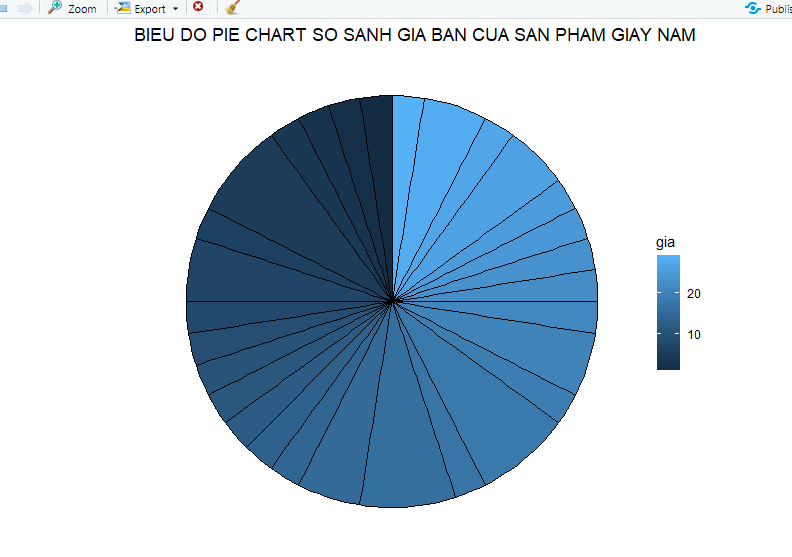 Zoom Export Publis
BIEU DO PIE CHART SO SANH GIA BAN CUA SAN PHAM GIAY NAM
gia
20
10